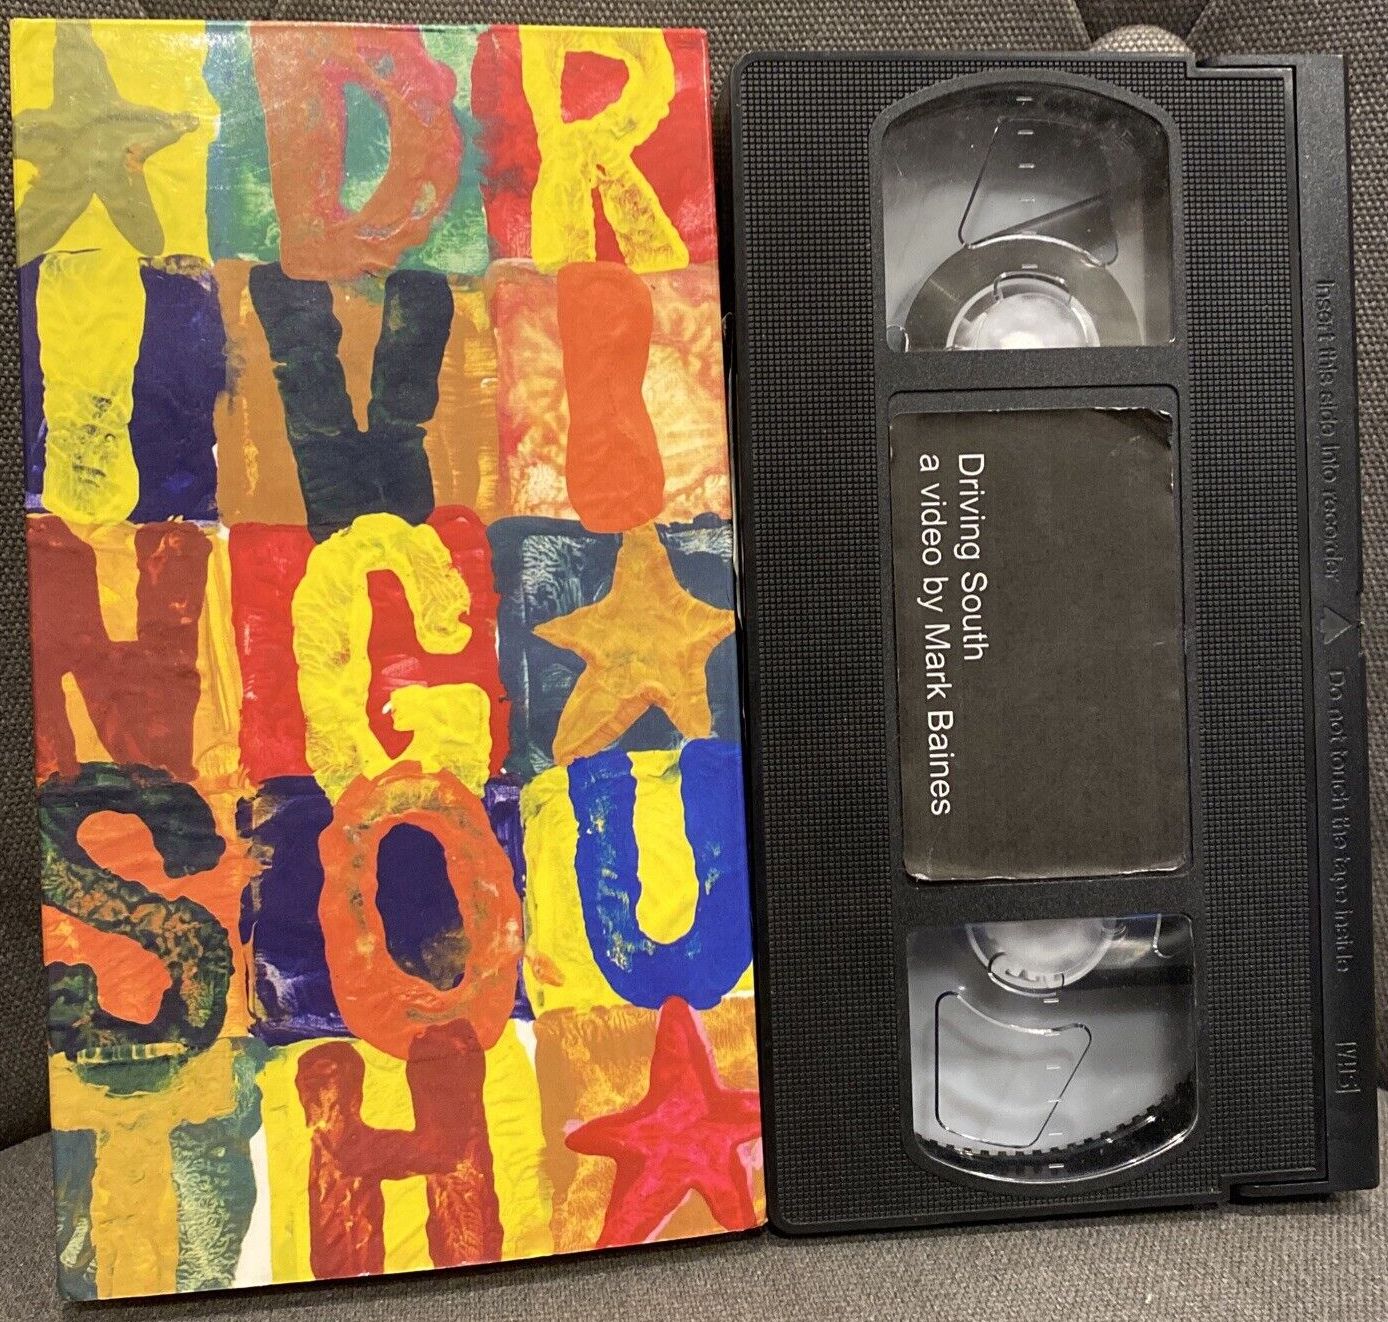 DR
IVI
NG
SOU
TH
Driving South
a video by Mark Baines
Insert this side into recorder
Do not touch the tape inside
VHS